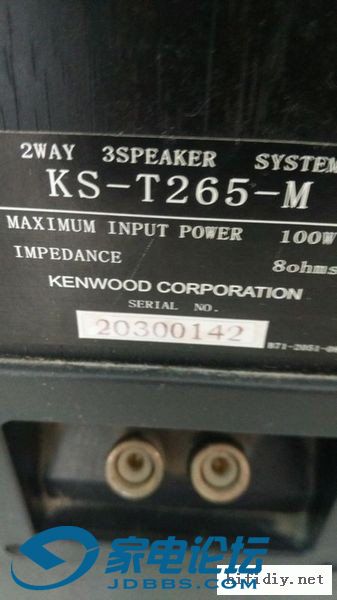 2WAY 3SPEAKER SYSTEM
KS-T265-M
MAXIMUM INPUT POWER 100W
IMPEDANCE 8ohms
KENWOOD CORPORATION
SERIAL NO.
20300142
家电论坛
JDBBS.COM
hifidiy.net